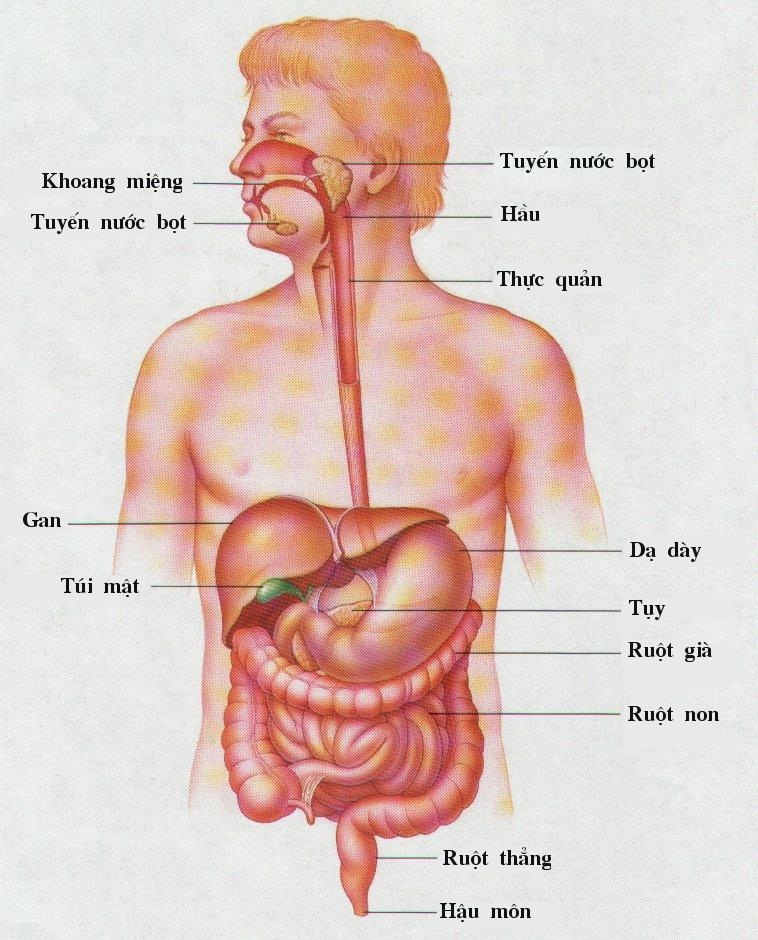 Tuyến nước bọt
Khoang miệng
Hầu
Tuyến nước bọt
Thực quản
Gan
Dạ dày
Túi mật
Tụy
Ruột già
Ruột non
Ruột thẳng
Hậu môn